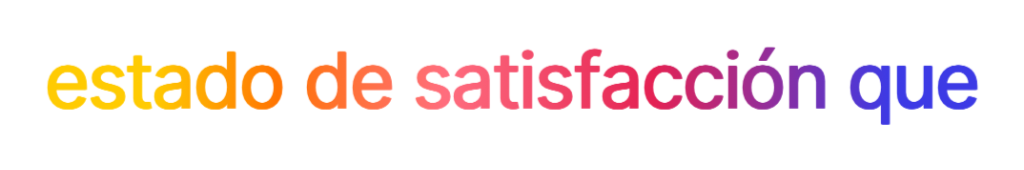 estado de satisfacción que